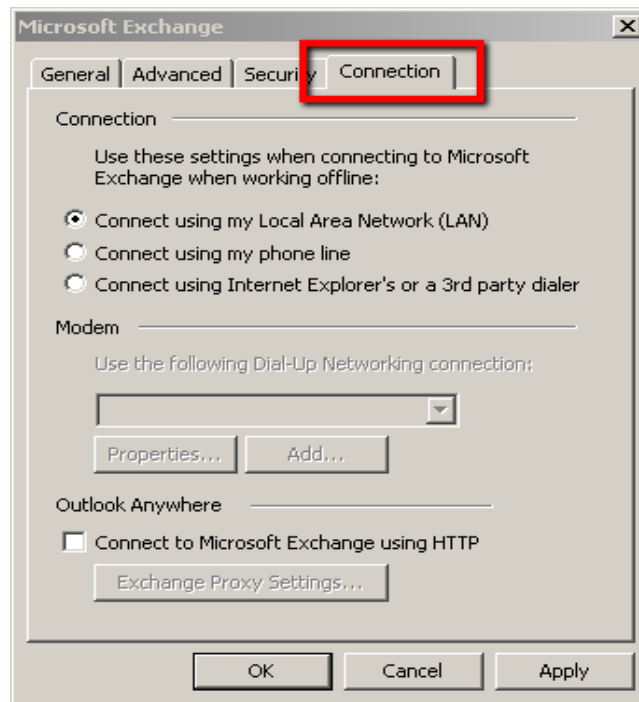 Microsoft Exchange
General Advanced Security Connection
Connection
Use these settings when connecting to Microsoft
Exchange when working offline:
Connect using my Local Area Network (LAN)
Connect using my phone line
Connect using Internet Explorer's or a 3rd party dialer
Modem
Use the following Dial-Up Networking connection:
Properties... Add...
Outlook Anywhere
Connect to Microsoft Exchange using HTTP
Exchange Proxy Settings...
OK Cancel Apply